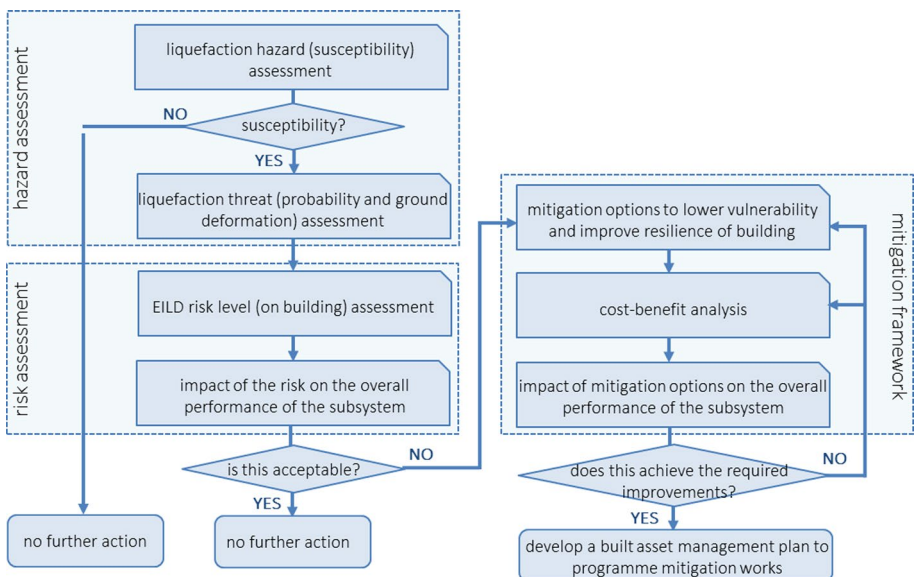 hazard assessment
liquefaction hazard (susceptibility)
assessment
NO
susceptibility?
YES
liquefaction threat (probability and ground
deformation) assessment
risk assessment
EILD risk level (on building) assessment
impact of the risk on the overall
performance of the subsystem
is this acceptable?
NO
YES
no further action
no further action
mitigation framework
mitigation options to lower vulnerability
and improve resilience of building
cost-benefit analysis
impact of mitigation options on the overall
performance of the subsystem
does this achieve the required
improvements?
NO
YES
develop a built asset management plan to
programme mitigation works